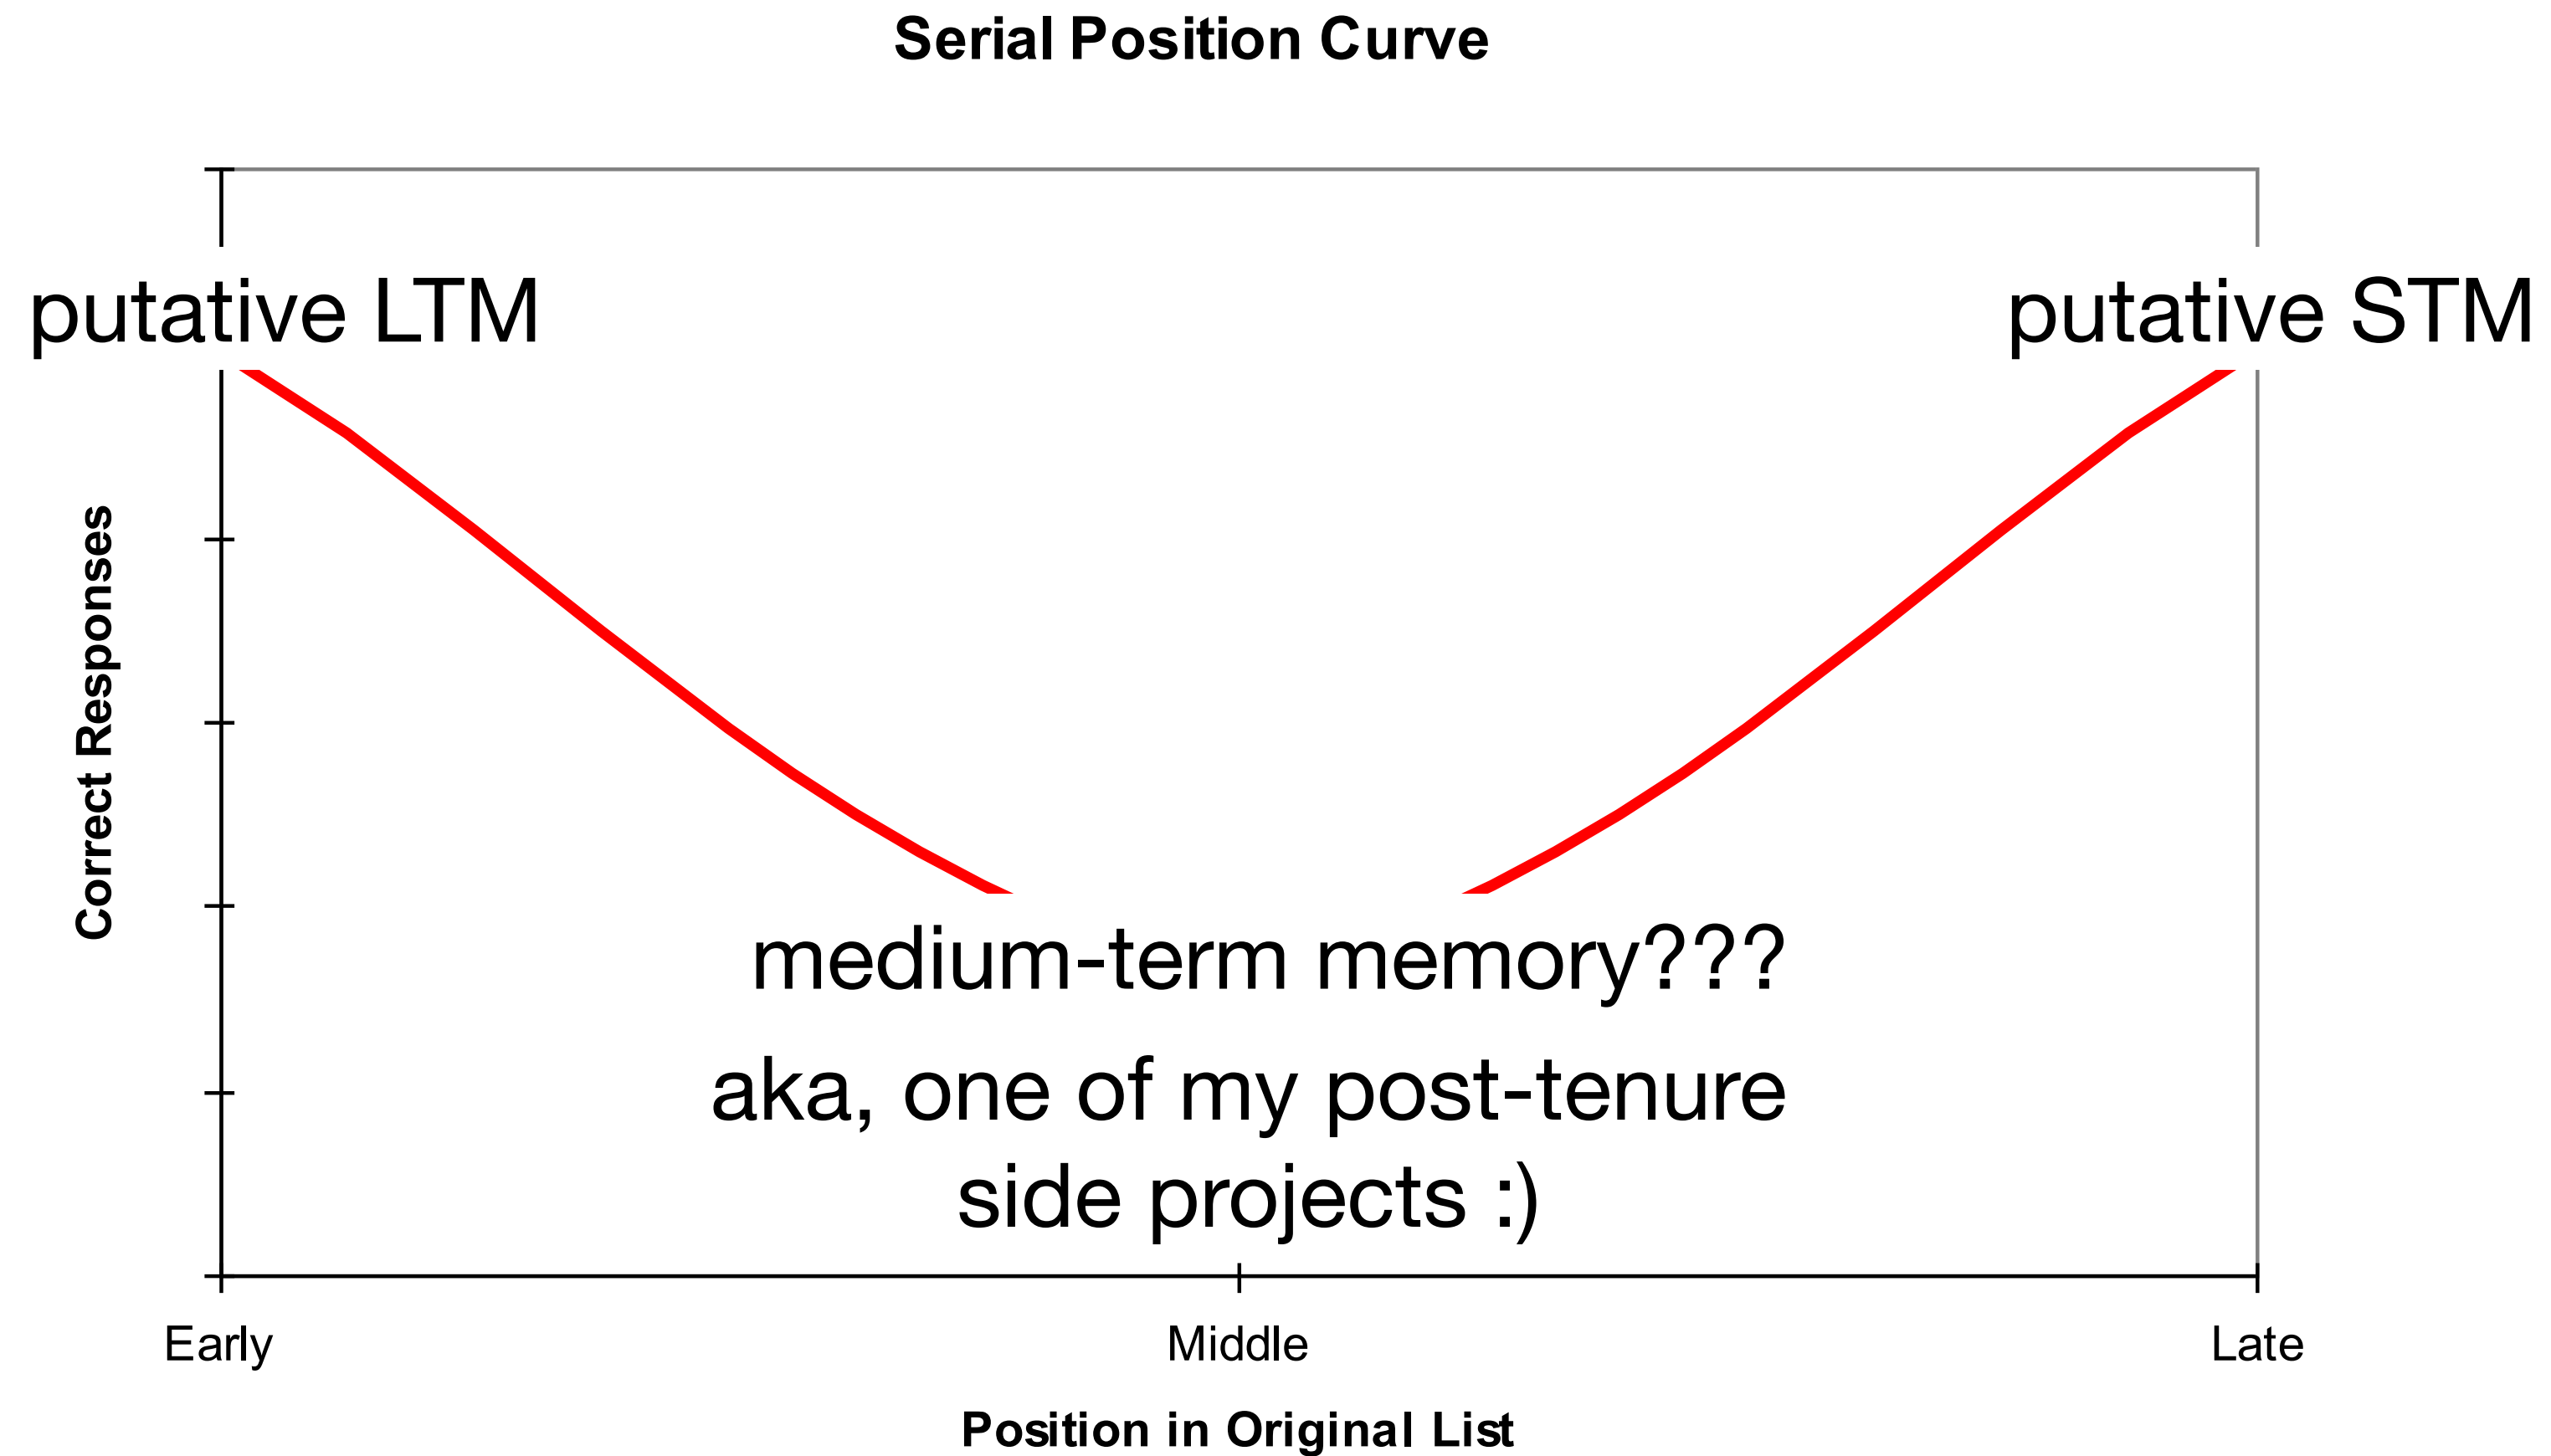 Serial Position Curve
putative LTM
putative STM
Correct Responses
medium-term memory???
aka, one of my post-tenure
side projects :)
Early
Middle
Late
Position in Original List